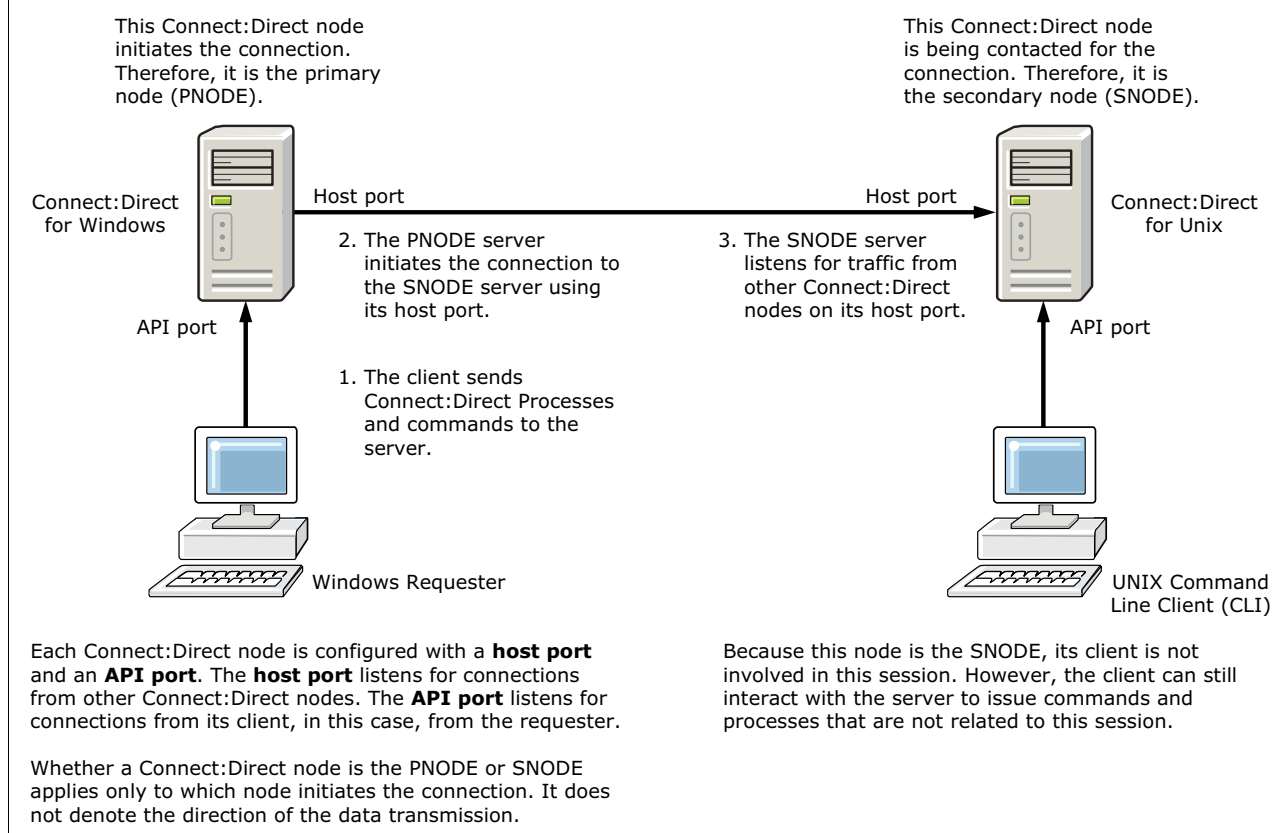 This Connect:Direct node
initiates the connection.
Therefore, it is the primary
node (PNODE).
This Connect:Direct node
is being contacted for the
connection. Therefore, it is
the secondary node (SNODE).
Connect:Direct
for Windows
Host port
Host port
Connect:Direct
for Unix
2. The PNODE server
initiates the connection to
the SNODE server using
its host port.
3. The SNODE server
listens for traffic from
other Connect:Direct
nodes on its host port.
API port
API port
1. The client sends
Connect:Direct Processes
and commands to the
server.
Windows Requester
UNIX Command
Line Client (CLI)
Each Connect:Direct node is configured with a host port
and an API port. The host port listens for connections
from other Connect:Direct nodes. The API port listens for
connections from its client, in this case, from the requester.
Whether a Connect:Direct node is the PNODE or SNODE
applies only to which node initiates the connection. It does
not denote the direction of the data transmission.
Because this node is the SNODE, its client is not
involved in this session. However, the client can still
interact with the server to issue commands and
processes that are not related to this session.